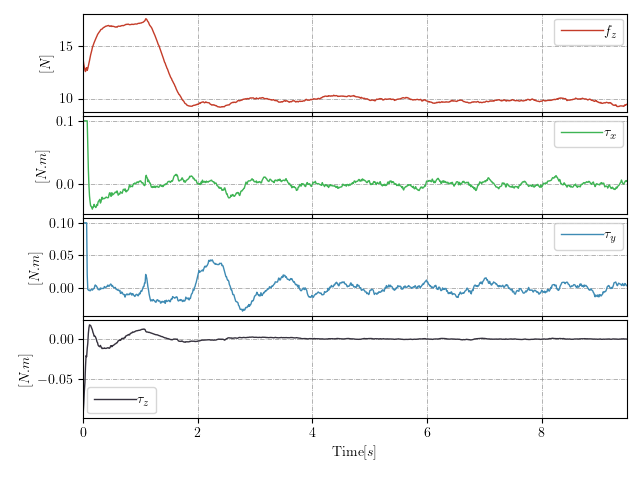 15
10
[N]
f_z
0.1
0.0
[N.m]
τ_x
0.10
0.05
0.00
[N.m]
τ_y
0.00
−0.05
[N.m]
τ_z
0 2 4 6 8
Time[s]